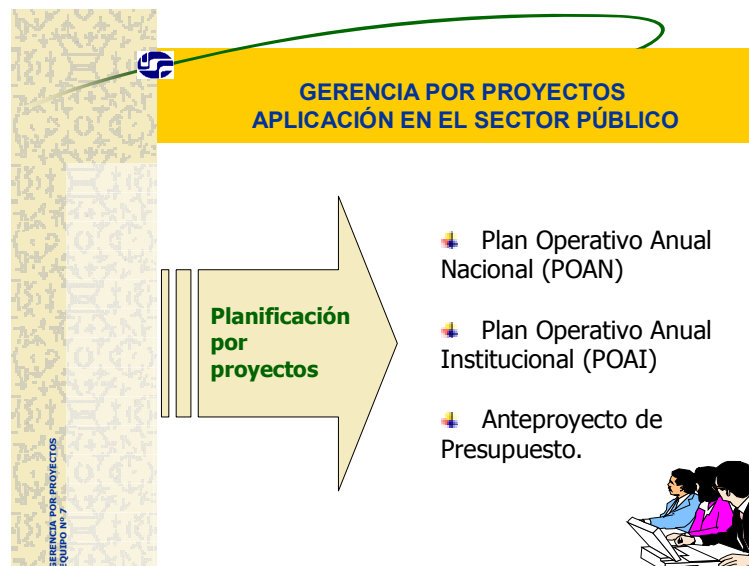 GERENCIA POR PROYECTOS
APLICACIÓN EN EL SECTOR PÚBLICO
Planificación
por
proyectos
Plan Operativo Anual
Nacional (POAN)
Plan Operativo Anual
Institucional (POAI)
Anteproyecto de
Presupuesto.
GERENCIA POR PROYECTOS
EQUIPO Nº 7